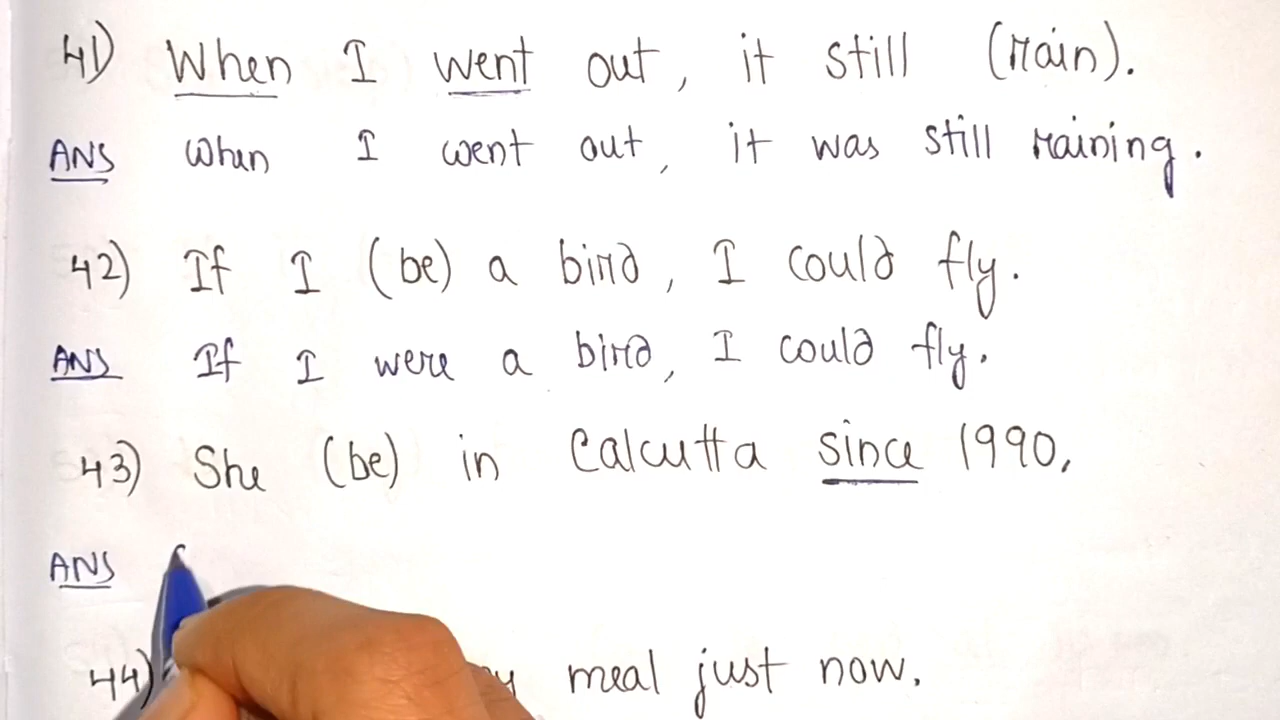 41) When I went out, it still (rain).
ANS When I went out, it was still raining.
42) If I (be) a bird, I could fly.
ANS If I were a bird, I could fly.
43) She (be) in Calcutta since 1990.
ANS
44) meal just now.